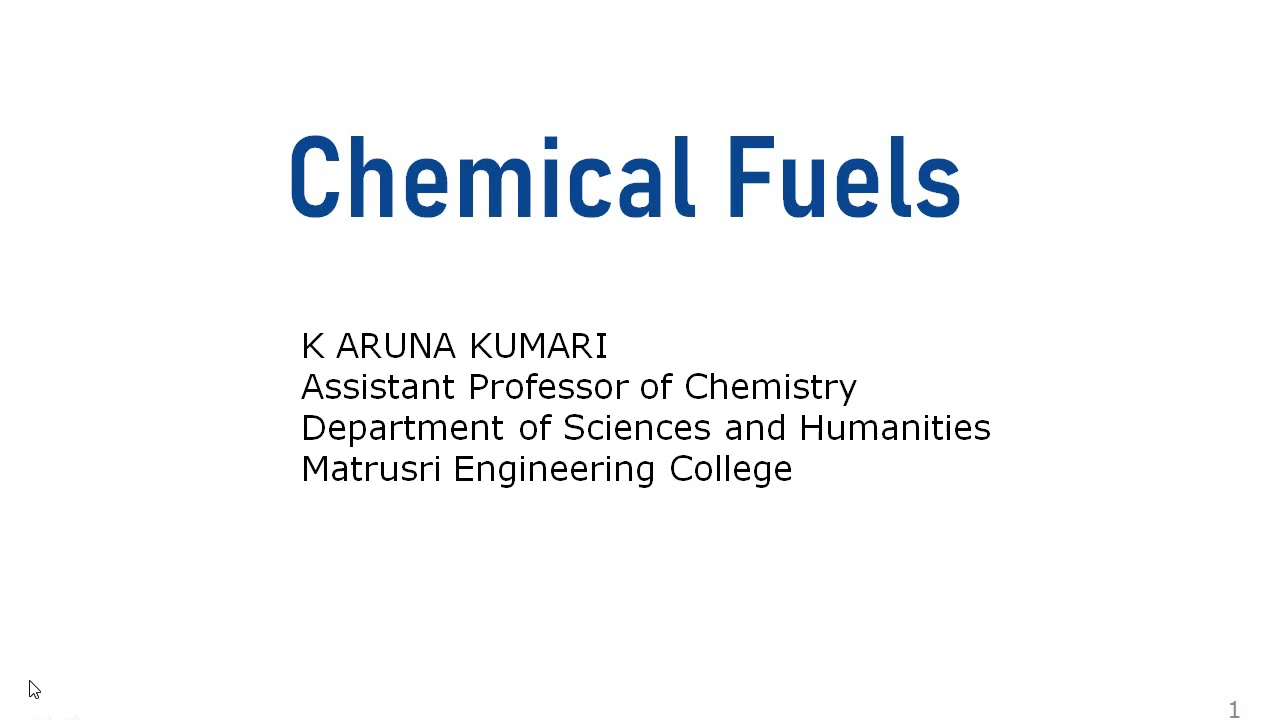 Chemical Fuels
K ARUNA KUMARI
Assistant Professor of Chemistry
Department of Sciences and Humanities
Matrusri Engineering College
1